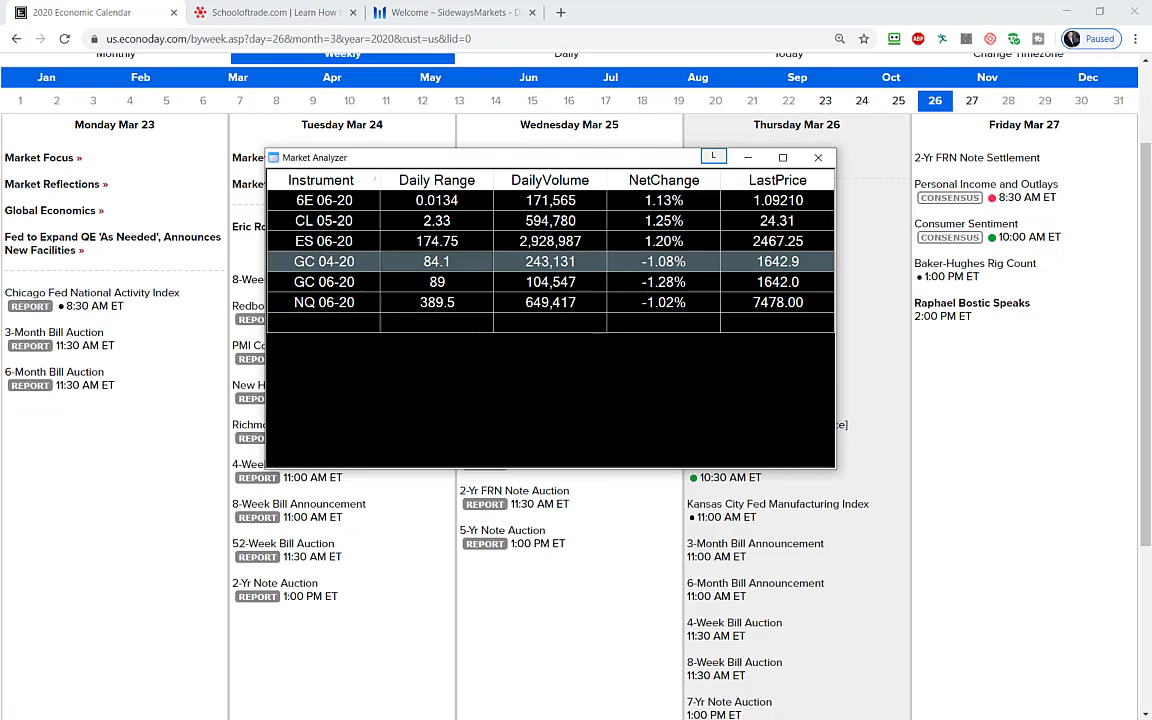 2020 Economic Calendar
Schooloftrade.com | Learn How
Welcome ~ SidewaysMarkets - D
us.econoday.com/byweek.asp?day=26&month=3&year=2020&cust=us&lid=0
ABP
Paused
Monthly
Weekly
Daily
Today
Change Timezone
Jan Feb Mar Apr May Jun Jul Aug Sep Oct Nov Dec
1 2 3 4 5 6 7 8 9 10 11 12 13 14 15 16 17 18 19 20 21 22 23 24 25 26 27 28 29 30 31
Monday Mar 23
Market Focus »
Market Reflections »
Global Economics »
Fed to Expand QE 'As Needed', Announces
New Facilities »
Chicago Fed National Activity Index
REPORT 8:30 AM ET
3-Month Bill Auction
REPORT 11:30 AM ET
6-Month Bill Auction
REPORT 11:30 AM ET
Tuesday Mar 24
Marke
Marke
Eric Ro
8-Wee
Redbo
REPO
PMI Co
REPO
New H
REPO
Richm
REPO
4-Wee
REPORT 11:00 AM ET
8-Week Bill Announcement
REPORT 11:00 AM ET
52-Week Bill Auction
REPORT 11:30 AM ET
2-Yr Note Auction
REPORT 1:00 PM ET
Wednesday Mar 25
2-Yr FRN Note Auction
REPORT 11:30 AM ET
5-Yr Note Auction
REPORT 1:00 PM ET
Thursday Mar 26
e]
10:30 AM ET
Kansas City Fed Manufacturing Index
11:00 AM ET
3-Month Bill Announcement
11:00 AM ET
6-Month Bill Announcement
11:00 AM ET
4-Week Bill Auction
11:30 AM ET
8-Week Bill Auction
11:30 AM ET
7-Yr Note Auction
1:00 PM ET
Friday Mar 27
2-Yr FRN Note Settlement
Personal Income and Outlays
CONSENSUS 8:30 AM ET
Consumer Sentiment
CONSENSUS 10:00 AM ET
Baker-Hughes Rig Count
1:00 PM ET
Raphael Bostic Speaks
2:00 PM ET
Market Analyzer
L
Instrument Daily Range DailyVolume NetChange LastPrice
6E 06-20 0.0134 171,565 1.13% 1.09210
CL 05-20 2.33 594,780 1.25% 24.31
ES 06-20 174.75 2,928,987 1.20% 2467.25
GC 04-20 84.1 243,131 -1.08% 1642.9
GC 06-20 89 104,547 -1.28% 1642.0
NQ 06-20 389.5 649,417 -1.02% 7478.00